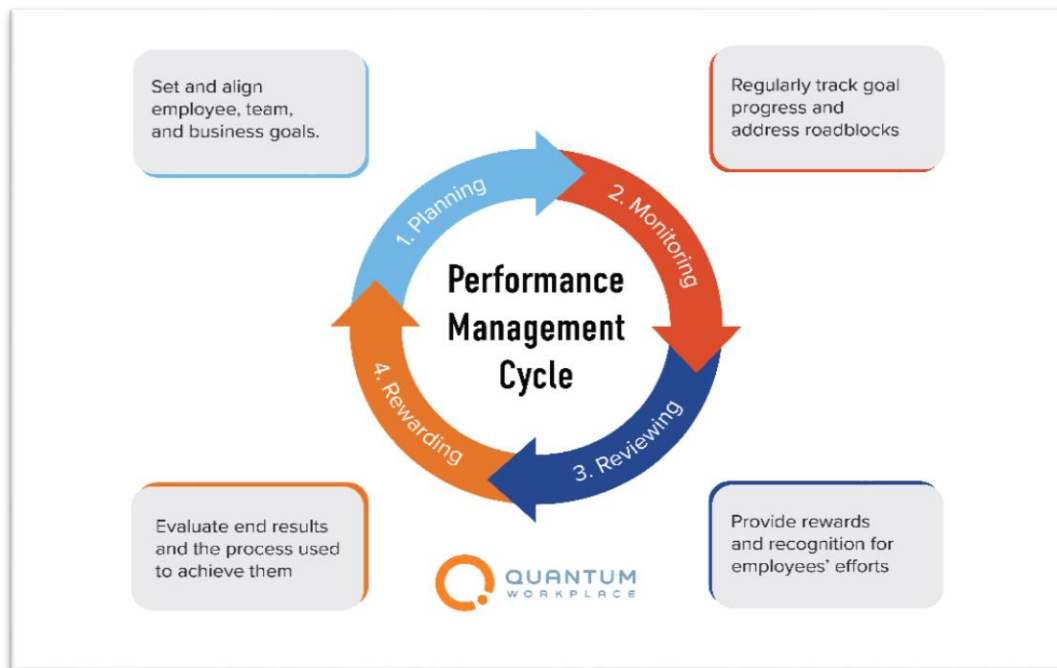 Set and align
employee, team,
and business goals.
Regularly track goal
progress and
address roadblocks
1. Planning
2. Monitoring
Performance
Management
Cycle
4. Rewarding
3. Reviewing
Evaluate end results
and the process used
to achieve them
Provide rewards
and recognition for
employees’ efforts
QUANTUM
WORKPLACE